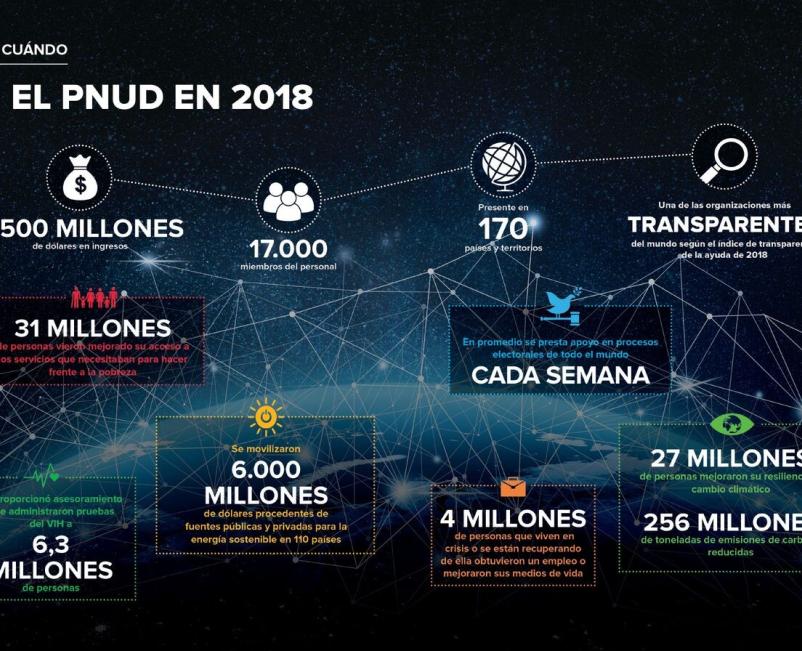 CUÁNDO
EL PNUD EN 2018
500 MILLONES
de dólares en ingresos
17.000
miembros del personal
Presente en
170
países y territorios
Una de las organizaciones más
TRANSPARENTE
del mundo según el índice de transpare
de la ayuda de 2018
31 MILLONES
de personas vieron mejorado su acceso a
os servicios que necesitaban para hacer
frente a la pobreza
En promedio se presta apoyo en procesos
electorales de todo el mundo
CADA SEMANA
Se movilizaron
6.000
MILLONES
de dólares procedentes de
fuentes públicas y privadas para la
energía sostenible en 110 países
27 MILLONES
de personas mejoraron su resilienc
cambio climático
256 MILLONE
de toneladas de emisiones de carb
reducidas
4 MILLONES
de personas que viven en
crisis o se están recuperando
de ella obtuvieron un empleo o
mejoraron sus medios de vida
roporcionó asesoramiento
e administraron pruebas
del VIH a
6,3
MILLONES
de personas